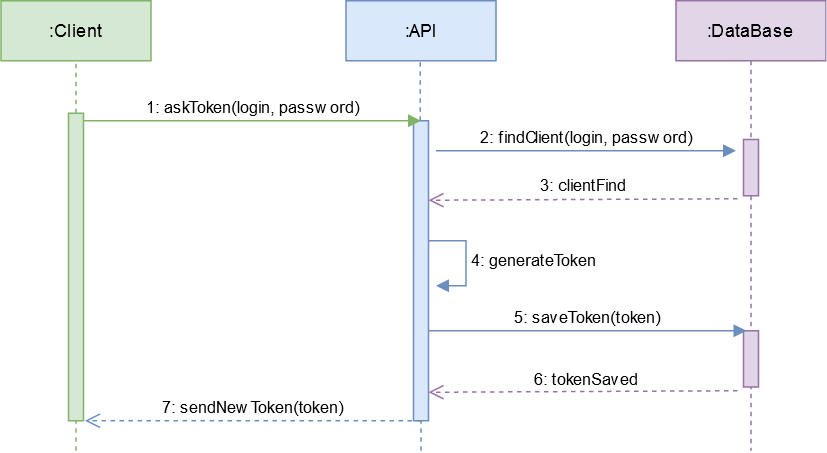 :Client
:API
:DataBase
1: askToken(login, passw ord)
2: findClient(login, passw ord)
3: clientFind
4: generateToken
5: saveToken(token)
6: tokenSaved
7: sendNew Token(token)